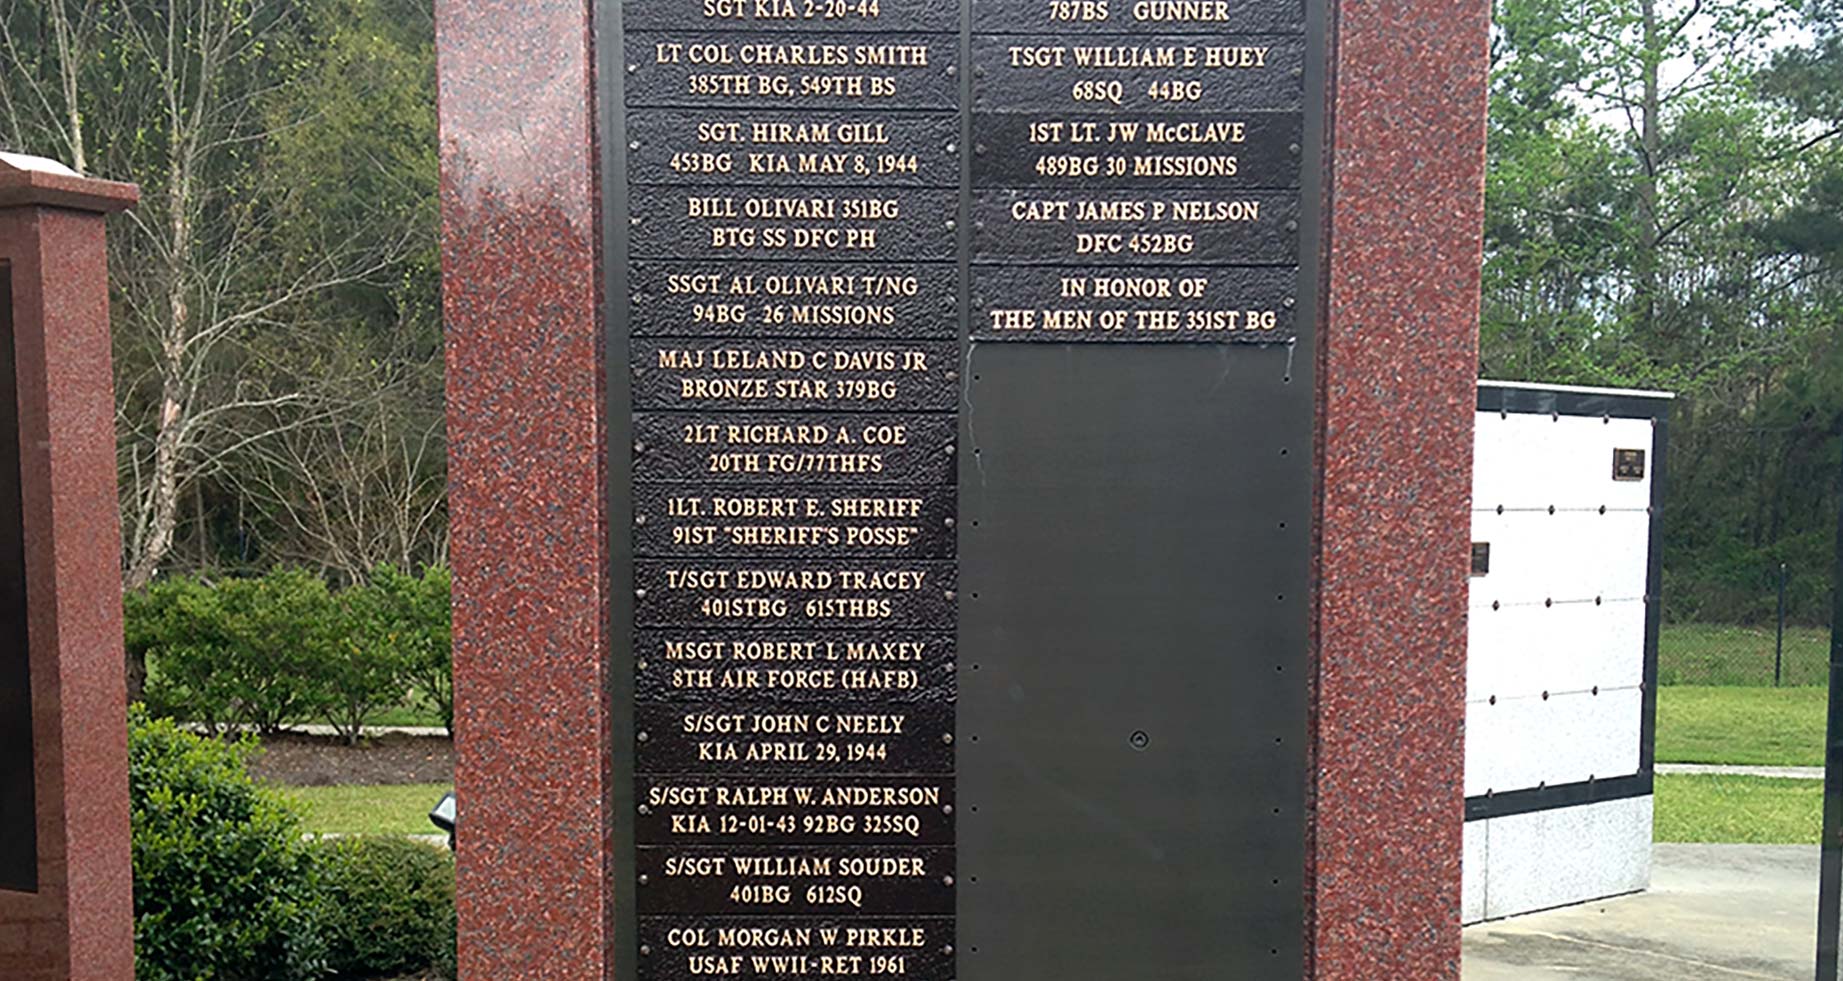 SGT KIA 2-20-44
LT COL CHARLES SMITH
385TH BG, 549TH BS
SGT. HIRAM GILL
453BG KIA MAY 8, 1944
BILL OLIVARI 351BG
BTG SS DFC PH
SSGT AL OLIVARI T/NG
94BG 26 MISSIONS
MAJ LELAND C DAVIS JR
BRONZE STAR 379BG
2LT RICHARD A. COE
20TH FG/77THFS
1LT. ROBERT E. SHERIFF
91ST "SHERIFF'S POSSE"
T/SGT EDWARD TRACEY
401STBG 615THBS
MSGT ROBERT L MAXEY
8TH AIR FORCE (HAFB)
S/SGT JOHN C NEELY
KIA APRIL 29, 1944
S/SGT RALPH W. ANDERSON
KIA 12-01-43 92BG 325SQ
S/SGT WILLIAM SOUDER
401BG 612SQ
COL MORGAN W PIRKLE
USAF WWII-RET 1961
787BS GUNNER
TSGT WILLIAM E HUEY
68SQ 44BG
1ST LT. JW McCLAVE
489BG 30 MISSIONS
CAPT JAMES P NELSON
DFC 452BG
IN HONOR OF
THE MEN OF THE 351ST BG